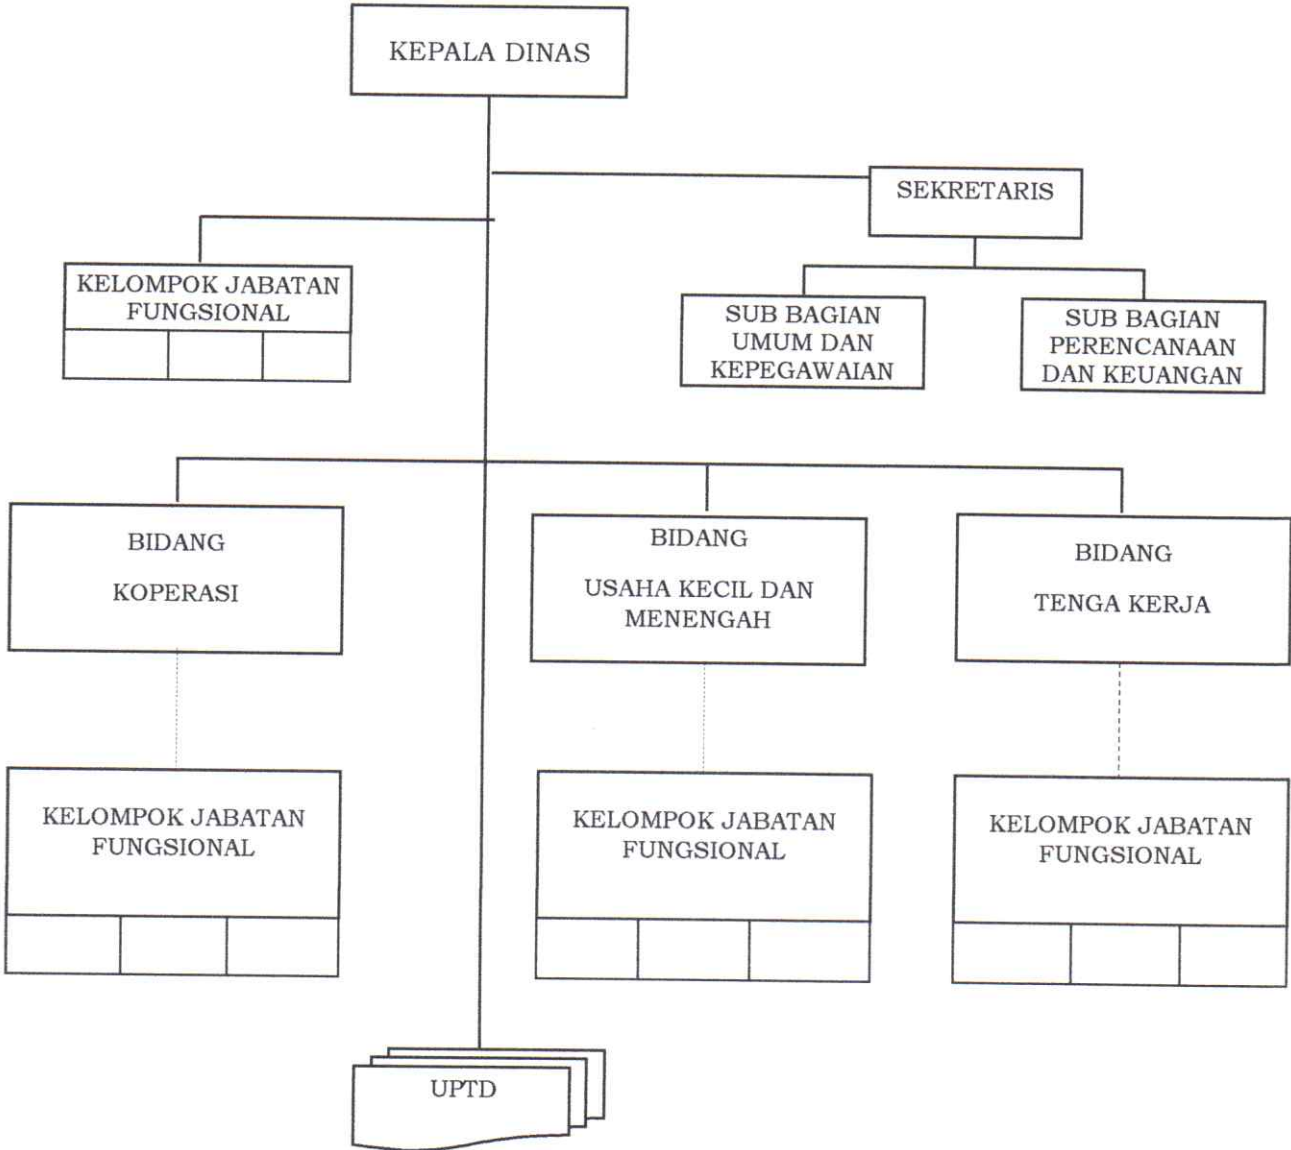 KEPALA DINAS
SEKRETARIS
KELOMPOK JABATAN
FUNGSIONAL
SUB BAGIAN
UMUM DAN
KEPEGAWAIAN
SUB BAGIAN
PERENCANAAN
DAN KEUANGAN
BIDANG
KOPERASI
BIDANG
USAHA KECIL DAN
MENENGAH
BIDANG
TENGA KERJA
KELOMPOK JABATAN
FUNGSIONAL
KELOMPOK JABATAN
FUNGSIONAL
KELOMPOK JABATAN
FUNGSIONAL
UPTD